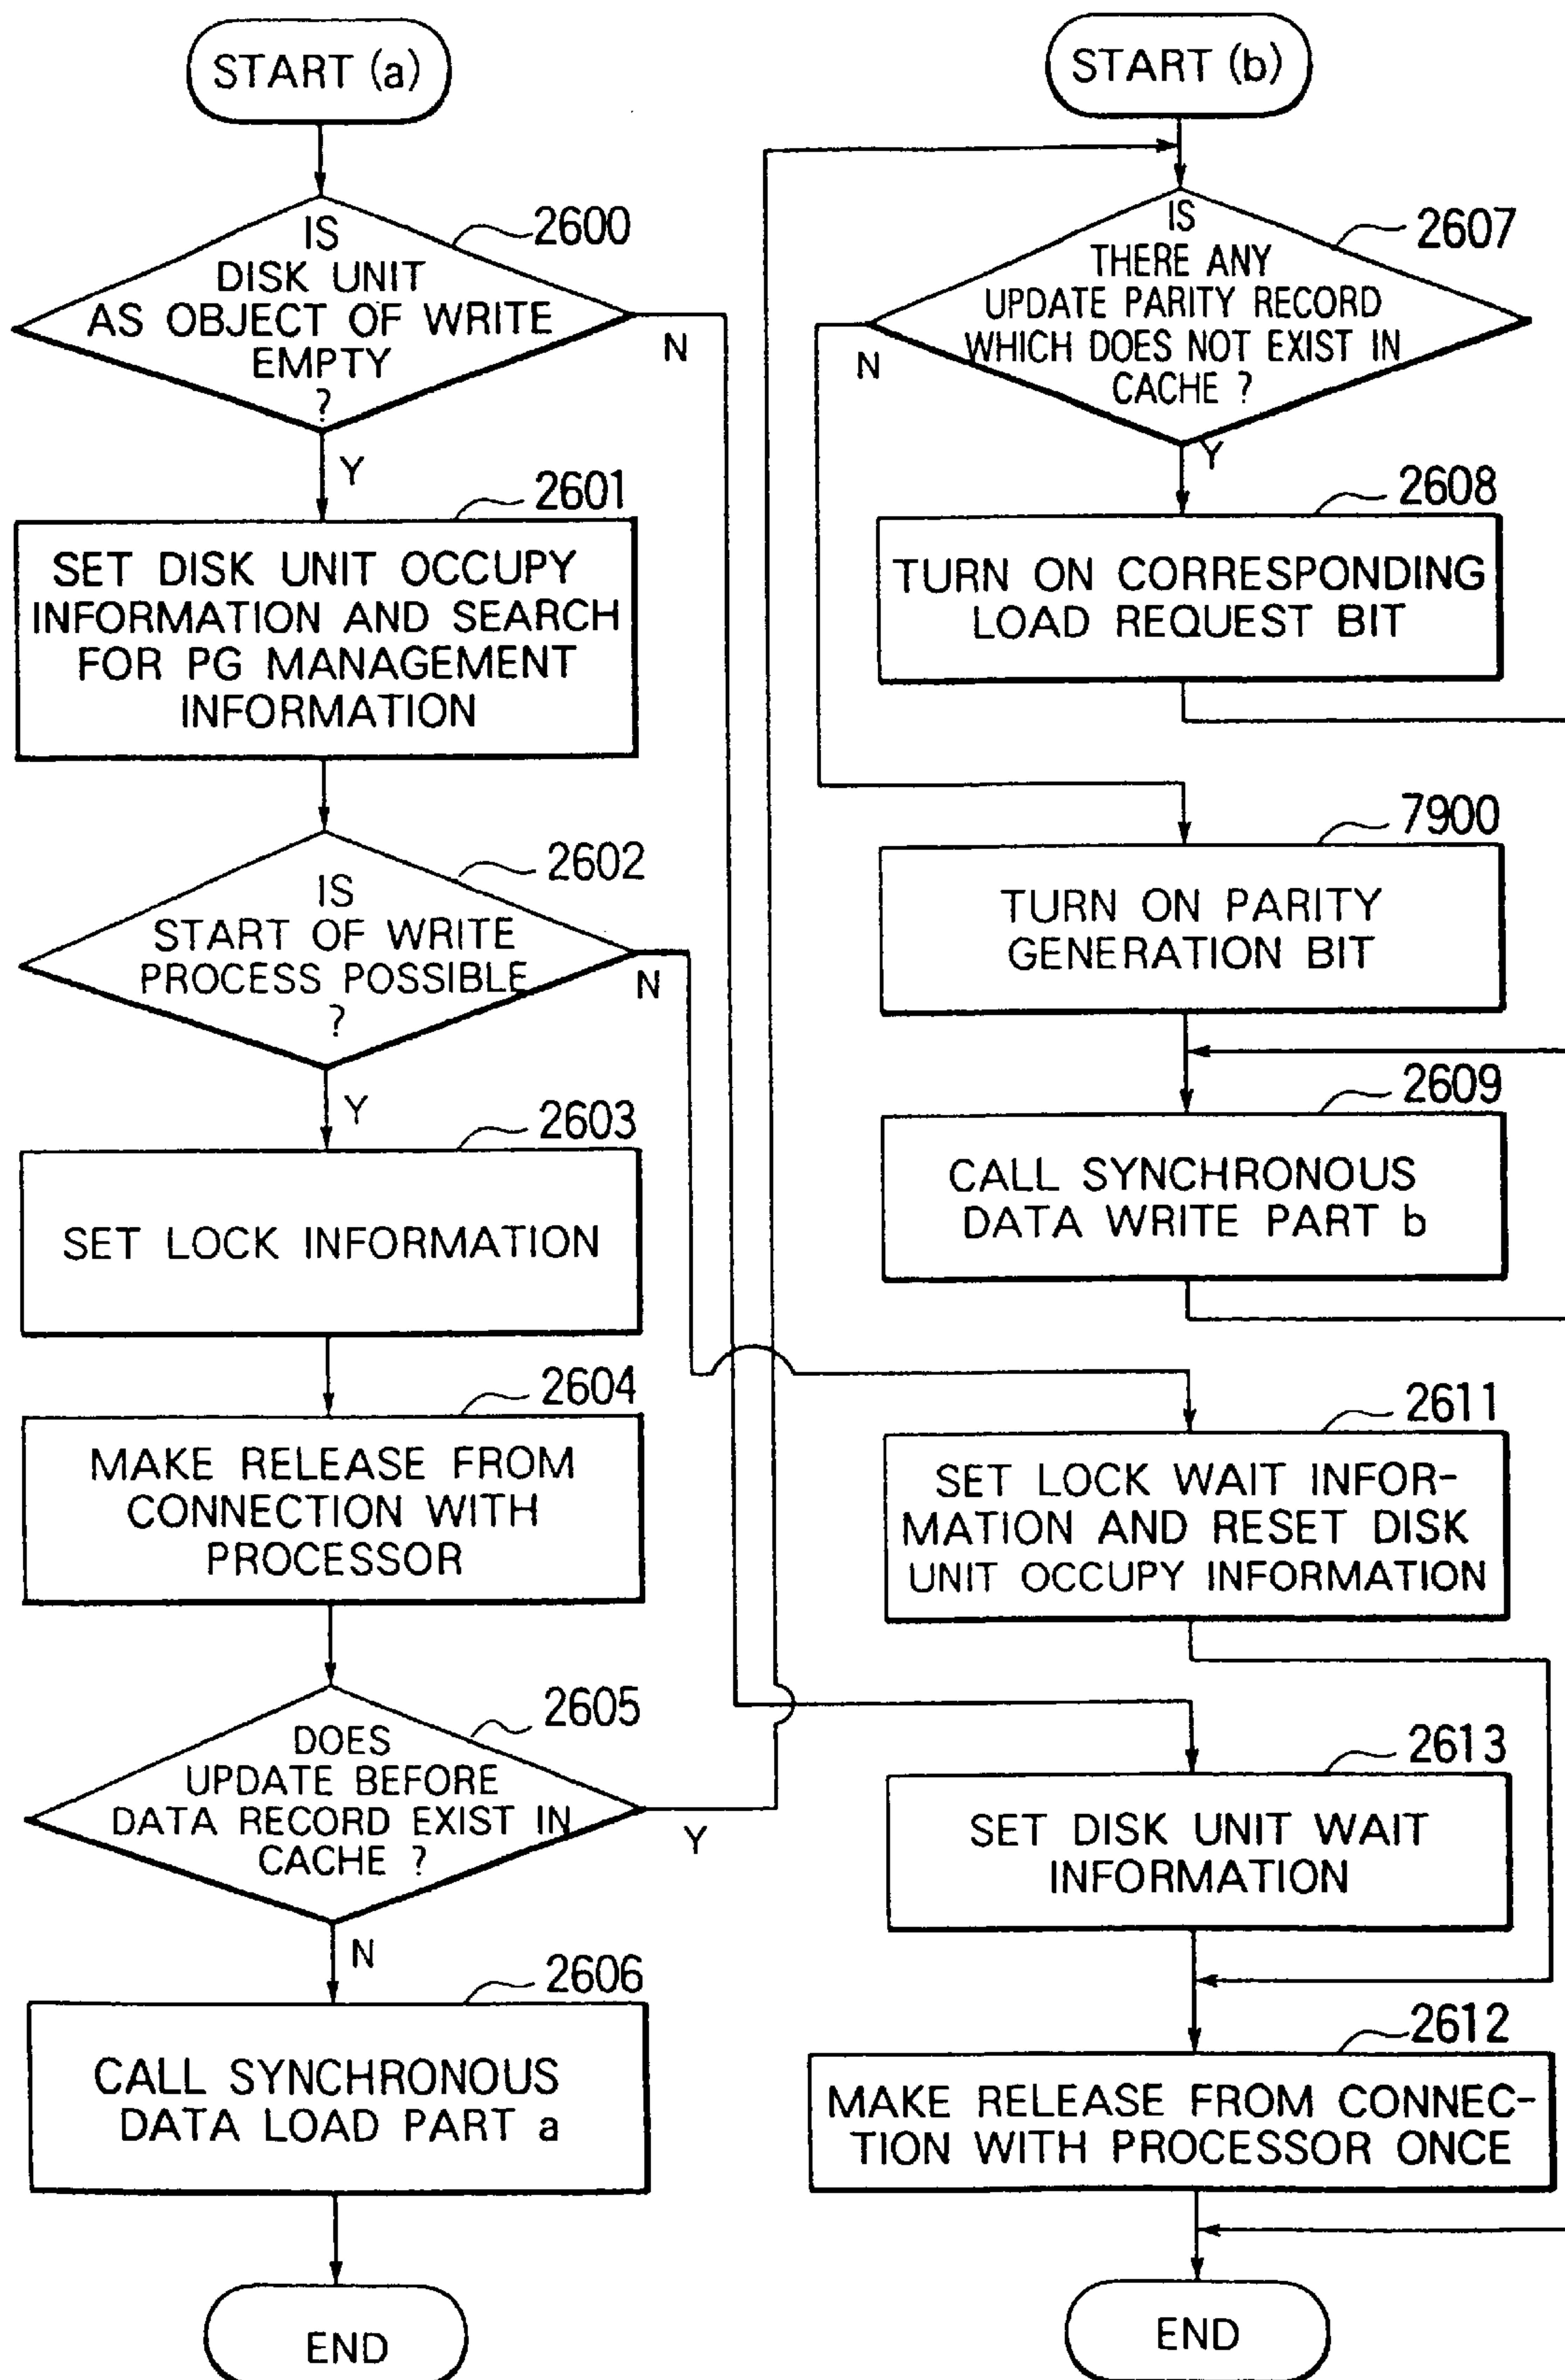 START (a)
IS
DISK UNIT
AS OBJECT OF WRITE
EMPTY
?
2600
N
Y
2601
SET DISK UNIT OCCUPY
INFORMATION AND SEARCH
FOR PG MANAGEMENT
INFORMATION
2602
IS
START OF WRITE
PROCESS POSSIBLE
?
N
Y
2603
SET LOCK INFORMATION
2604
MAKE RELEASE FROM
CONNECTION WITH
PROCESSOR
2605
DOES
UPDATE BEFORE
DATA RECORD EXIST IN
CACHE ?
Y
N
2606
CALL SYNCHRONOUS
DATA LOAD PART a
END
START (b)
IS
THERE ANY
UPDATE PARITY RECORD
WHICH DOES NOT EXIST IN
CACHE ?
2607
N
Y
2608
TURN ON CORRESPONDING
LOAD REQUEST BIT
7900
TURN ON PARITY
GENERATION BIT
2609
CALL SYNCHRONOUS
DATA WRITE PART b
2611
SET LOCK WAIT INFOR-
MATION AND RESET DISK
UNIT OCCUPY INFORMATION
2613
SET DISK UNIT WAIT
INFORMATION
2612
MAKE RELEASE FROM CONNEC-
TION WITH PROCESSOR ONCE
END